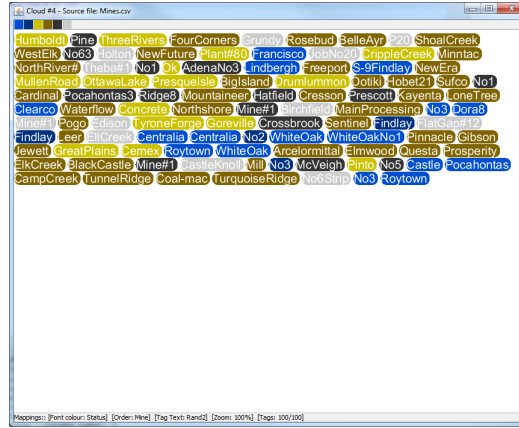 Cloud #4 - Source file: Mines.csv
Humboldt Pine ThreeRivers FourCorners Grundy Rosebud BelleAyr P20 ShoalCreek
WestElk No63 Holton NewFuture Plant#80 Francisco JobNo20 CrippleCreek Minntac
NorthRiver# Theba#1 No1 Ok AdenaNo3 Lindbergh Freeport S-9Findlay NewEra
MullenRoad OttawaLake PresqueIsle BigIsland Drumlummon Dotiki Hobet21 Sufco No1
Cardinal Pocahontas3 Ridge8 Mountaineer Hatfield Cresson Prescott Kayenta LoneTree
Clearco Waterflow Concrete Northshore Mine#1 Birchfield MainProcessing No3 Dora8
Mine#1 Pogo Edison TyroneForge Goreville Crossbrook Sentinel Findlay FlatGap#12
Findlay Leer EllCreek Centralia Centralia No2 WhiteOak WhiteOakNo1 Pinnacle Gibson
Jewett GreatPlains Cemex Roytown WhiteOak Arcelormittal Elmwood Questa Prosperity
ElkCreek BlackCastle Mine#1 CastleKnoll Mill No3 McVeigh Pinto No5 Castle Pocahontas
CampCreek TunnelRidge Coal-mac TurquoiseRidge No6Strip No3 Roytown
Mappings:: [Font colour: Status] [Order: Mine] [Tag Text: Rand2] [Zoom: 100%] [Tags: 100/100]